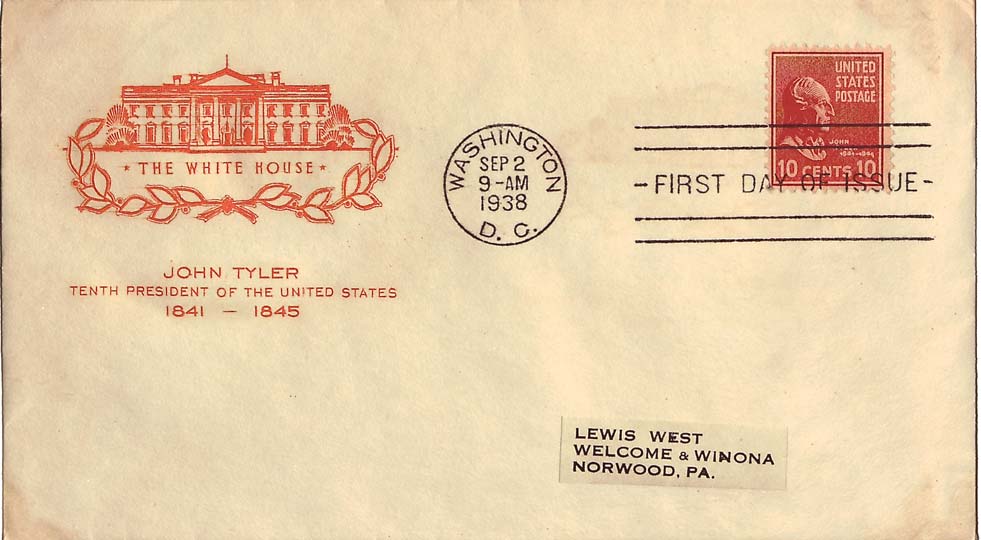 * THE WHITE HOUSE *
JOHN TYLER
TENTH PRESIDENT OF THE UNITED STATES
1841 — 1845
WASHINGTON
SEP 2
9-AM
1938
D. C.
UNITED
STATES
POSTAGE
JOHN
10 CENTS 10
- FIRST DAY OF ISSUE -
LEWIS WEST
WELCOME & WINONA
NORWOOD, PA.